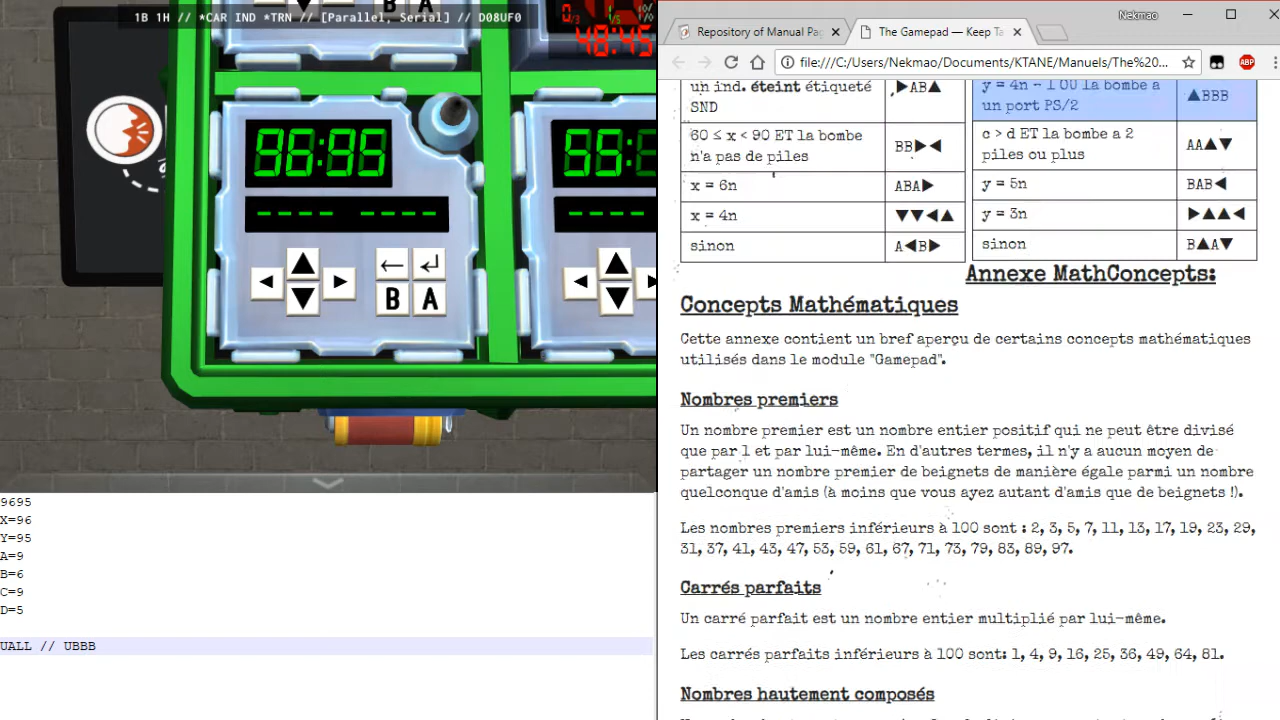 1B 1H // *CAR IND *TRN // [Parallel, Serial] // D08UF0
0/3
1/5
48:45
B A
96:95
---- ----
← ↵
◄ ▲ ▼ ►
B A
55:
----
◄ ▲ ▼
9695
X=96
Y=95
A=9
B=6
C=9
D=5
UALL // UBBB
Nekmao
Repository of Manual Pag
The Gamepad — Keep Ta
file:///C:/Users/Nekmao/Documents/KTANE/Manuels/The%20...
ABP
un ind. éteint étiqueté
SND
►AB▲
60 ≤ x < 90 ET la bombe
n'a pas de piles
BB►◄
x = 6n
ABA►
x = 4n
▼▼◄▲
sinon
A◄B►
y = 4n - 1 OU la bombe a
un port PS/2
▲BBB
c > d ET la bombe a 2
piles ou plus
AA▲▼
y = 5n
BAB◄
y = 3n
►▲▲◄
sinon
B▲A▼
Annexe MathConcepts:
Concepts Mathématiques
Cette annexe contient un bref aperçu de certains concepts mathématiques
utilisés dans le module "Gamepad".
Nombres premiers
Un nombre premier est un nombre entier positif qui ne peut être divisé
que par 1 et par lui-même. En d'autres termes, il n'y a aucun moyen de
partager un nombre premier de beignets de manière égale parmi un nombre
quelconque d'amis (à moins que vous ayez autant d'amis que de beignets !).
Les nombres premiers inférieurs à 100 sont : 2, 3, 5, 7, 11, 13, 17, 19, 23, 29,
31, 37, 41, 43, 47, 53, 59, 61, 67, 71, 73, 79, 83, 89, 97.
Carrés parfaits
Un carré parfait est un nombre entier multiplié par lui-même.
Les carrés parfaits inférieurs à 100 sont: 1, 4, 9, 16, 25, 36, 49, 64, 81.
Nombres hautement composés